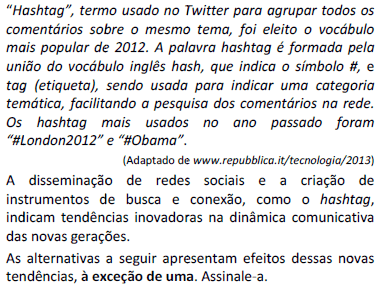 "Hashtag", termo usado no Twitter para agrupar todos os
comentários sobre o mesmo tema, foi eleito o vocábulo
mais popular de 2012. A palavra hashtag é formada pela
união do vocábulo inglês hash, que indica o símbolo #, e
tag (etiqueta), sendo usada para indicar uma categoria
temática, facilitando a pesquisa dos comentários na rede.
Os hashtag mais usados no ano passado foram
"#London2012" e "#Obama".
(Adaptado de www.repubblica.it/tecnologia/2013)
A disseminação de redes sociais e a criação de
instrumentos de busca e conexão, como o hashtag,
indicam tendências inovadoras na dinâmica comunicativa
das novas gerações.
As alternativas a seguir apresentam efeitos dessas novas
tendências, à exceção de uma. Assinale-a.